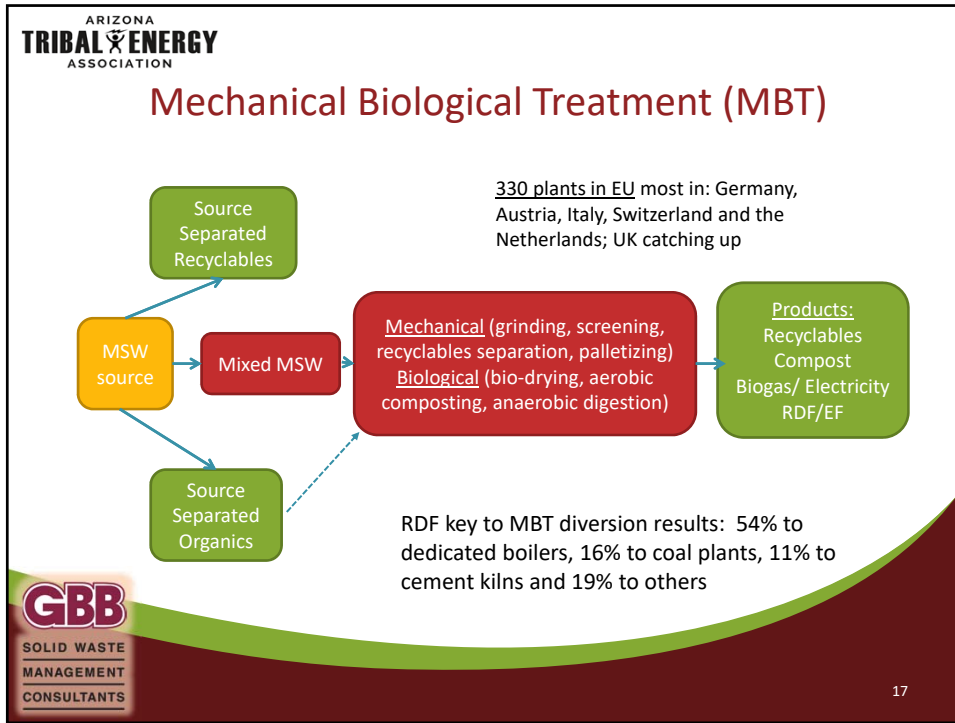 ARIZONA
TRIBAL ENERGY
ASSOCIATION
Mechanical Biological Treatment (MBT)
330 plants in EU most in: Germany,
Austria, Italy, Switzerland and the
Netherlands; UK catching up
Source
Separated
Recyclables
MSW
source
Mixed MSW
Mechanical (grinding, screening,
recyclables separation, palletizing)
Biological (bio-drying, aerobic
composting, anaerobic digestion)
Products:
Recyclables
Compost
Biogas/ Electricity
RDF/EF
Source
Separated
Organics
RDF key to MBT diversion results:  54% to
dedicated boilers, 16% to coal plants, 11% to
cement kilns and 19% to others
GBB
SOLID WASTE
MANAGEMENT
CONSULTANTS
17